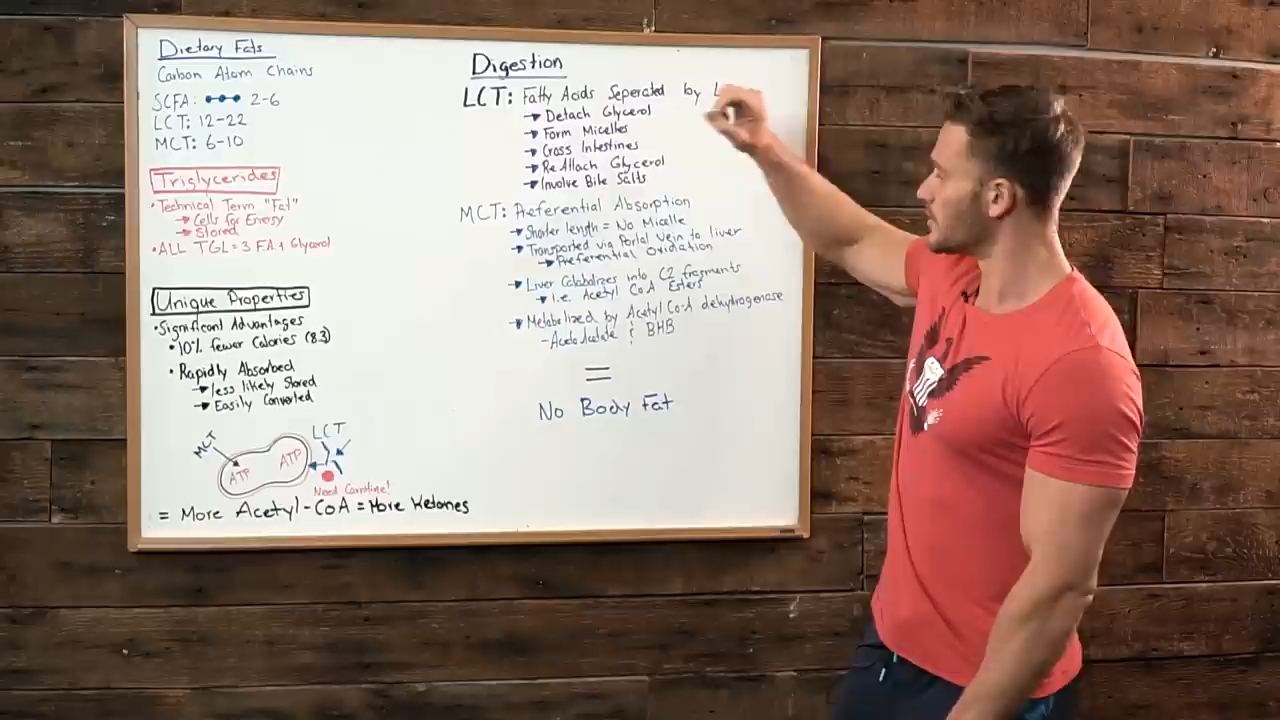 Dietary Fats
Carbon Atom Chains
SCFA: 2-6
LCT: 12-22
MCT: 6-10
Triglycerides
•Technical Term "Fat"
→ Cells for Energy
→ Stored
•ALL TGL = 3 FA + Glycerol
Unique Properties
•Significant Advantages
•10% fewer Calories (8.3)
• Rapidly Absorbed
→ less likely Stored
→ Easily Converted
MCT
LCT
ATP
ATP
Need Carnitine!
= More Acetyl-CoA = More Ketones
Digestion
LCT: Fatty Acids Seperated by L
→ Detach Glycerol
→ Form Micelles
→ Cross Intestines
→ Re Attach Glycerol
→ Involve Bile Salts
MCT: Preferential Absorption
→ Shorter length = No Micelle
→ Transported via Portal Vein to liver
→ Preferential Oxidation
→ Liver Catabolizes into C2 fragments
→ i.e. Acetyl CoA Esters
→ Metabolized by Acetyl CoA dehydrogenase
- AcetoAcetate & BHB
=
No Body Fat